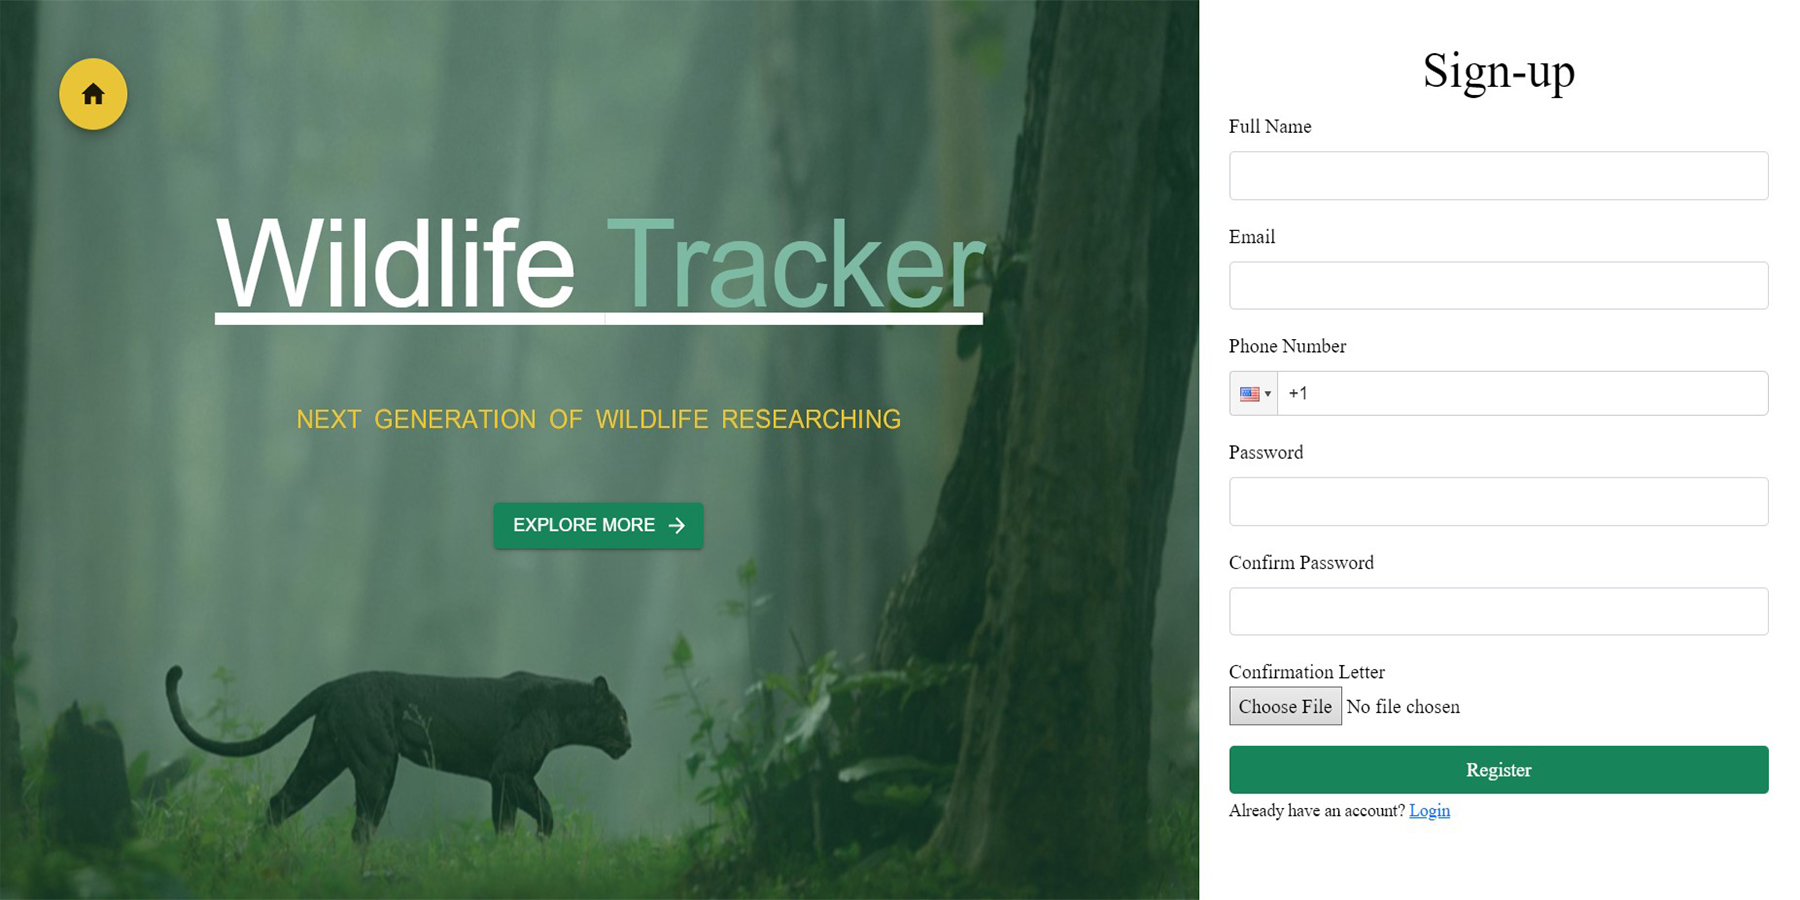 Wildlife Tracker
NEXT GENERATION OF WILDLIFE RESEARCHING
EXPLORE MORE
Sign-up
Full Name
Email
Phone Number
+1
Password
Confirm Password
Confirmation Letter
Choose File No file chosen
Register
Already have an account? Login